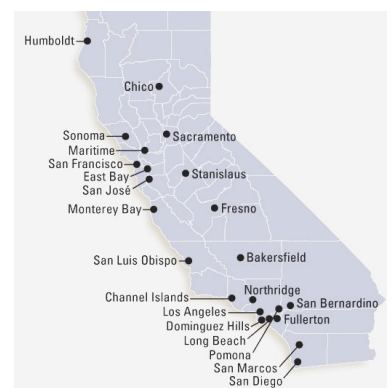 Humboldt
Chico
Sonoma
Sacramento
Maritime
San Francisco
East Bay
Stanislaus
San José
Monterey Bay
Fresno
San Luis Obispo
Bakersfield
Channel Islands
Northridge
San Bernardino
Los Angeles
Dominguez Hills
Fullerton
Long Beach
Pomona
San Marcos
San Diego